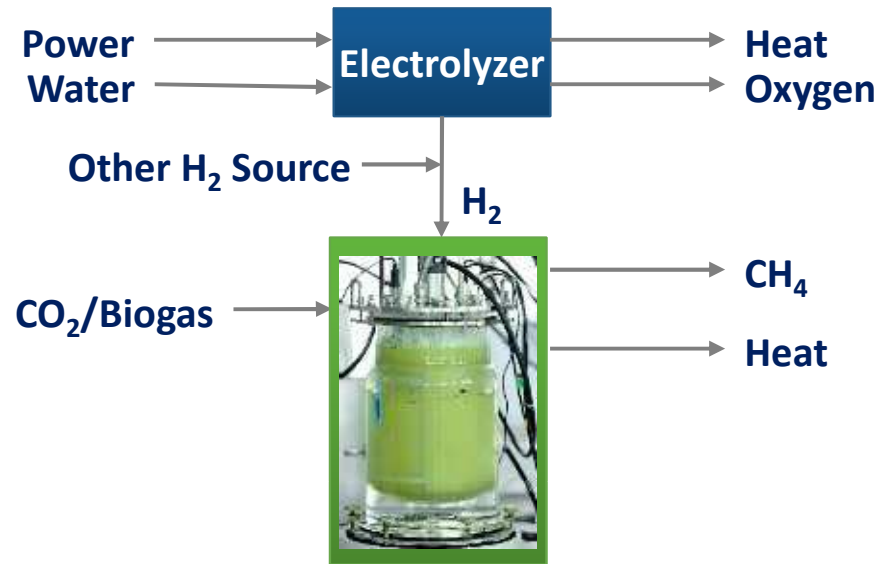 Power
Electrolyzer
Heat
Water
Oxygen
Other H₂ Source
H₂
CO₂/Biogas
CH₄
Heat